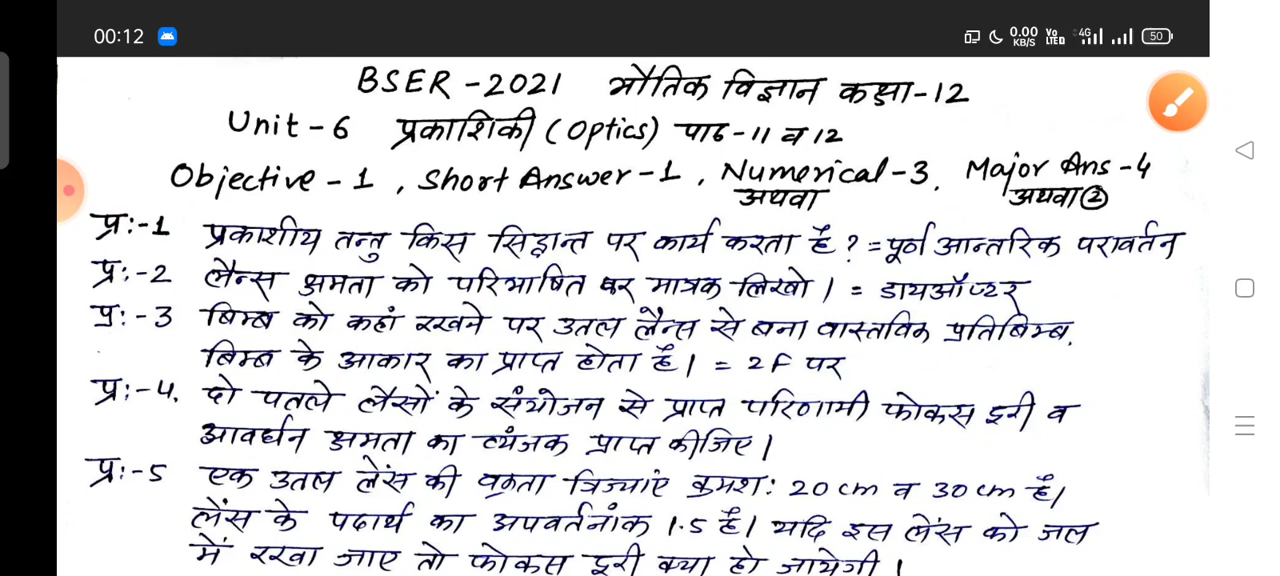 00:12 0.00 KB/S Vo LTE 4G 50
BSER - 2021 भौतिक विज्ञान कक्षा-12
Unit - 6 प्रकाशिकी (Optics) पाठ-11 व 12
Objective - 1, Short Answer - 1, Numerical - 3, Major Ans - 4
अथवा अथवा ②
प्र:-1 प्रकाशीय तन्तु किस सिद्धान्त पर कार्य करता है ? = पूर्ण आन्तरिक परावर्तन
प्र:-2 लैन्स क्षमता को परिभाषित कर मात्रक लिखो । = डायऑप्टर
प्र:-3 बिम्ब को कहां रखने पर उतल लैन्स से बना वास्तविक प्रतिबिम्ब,
बिम्ब के आकार का प्राप्त होता है। = 2F पर
प्र:-4. दो पतले लैसों के संयोजन से प्राप्त परिणामी फोकस दूरी व
आवर्धन क्षमता का व्यंजक प्राप्त कीजिए।
प्र:-5 एक उतल लेंस की वक्रता त्रिज्याएं क्रमश: 20 cm व 30 cm है।
लेंस के पदार्थ का अपवर्तनांक 1.5 है। यदि इस लेंस को जल
में रखा जाए तो फोकस दूरी क्या हो जायेगी ।